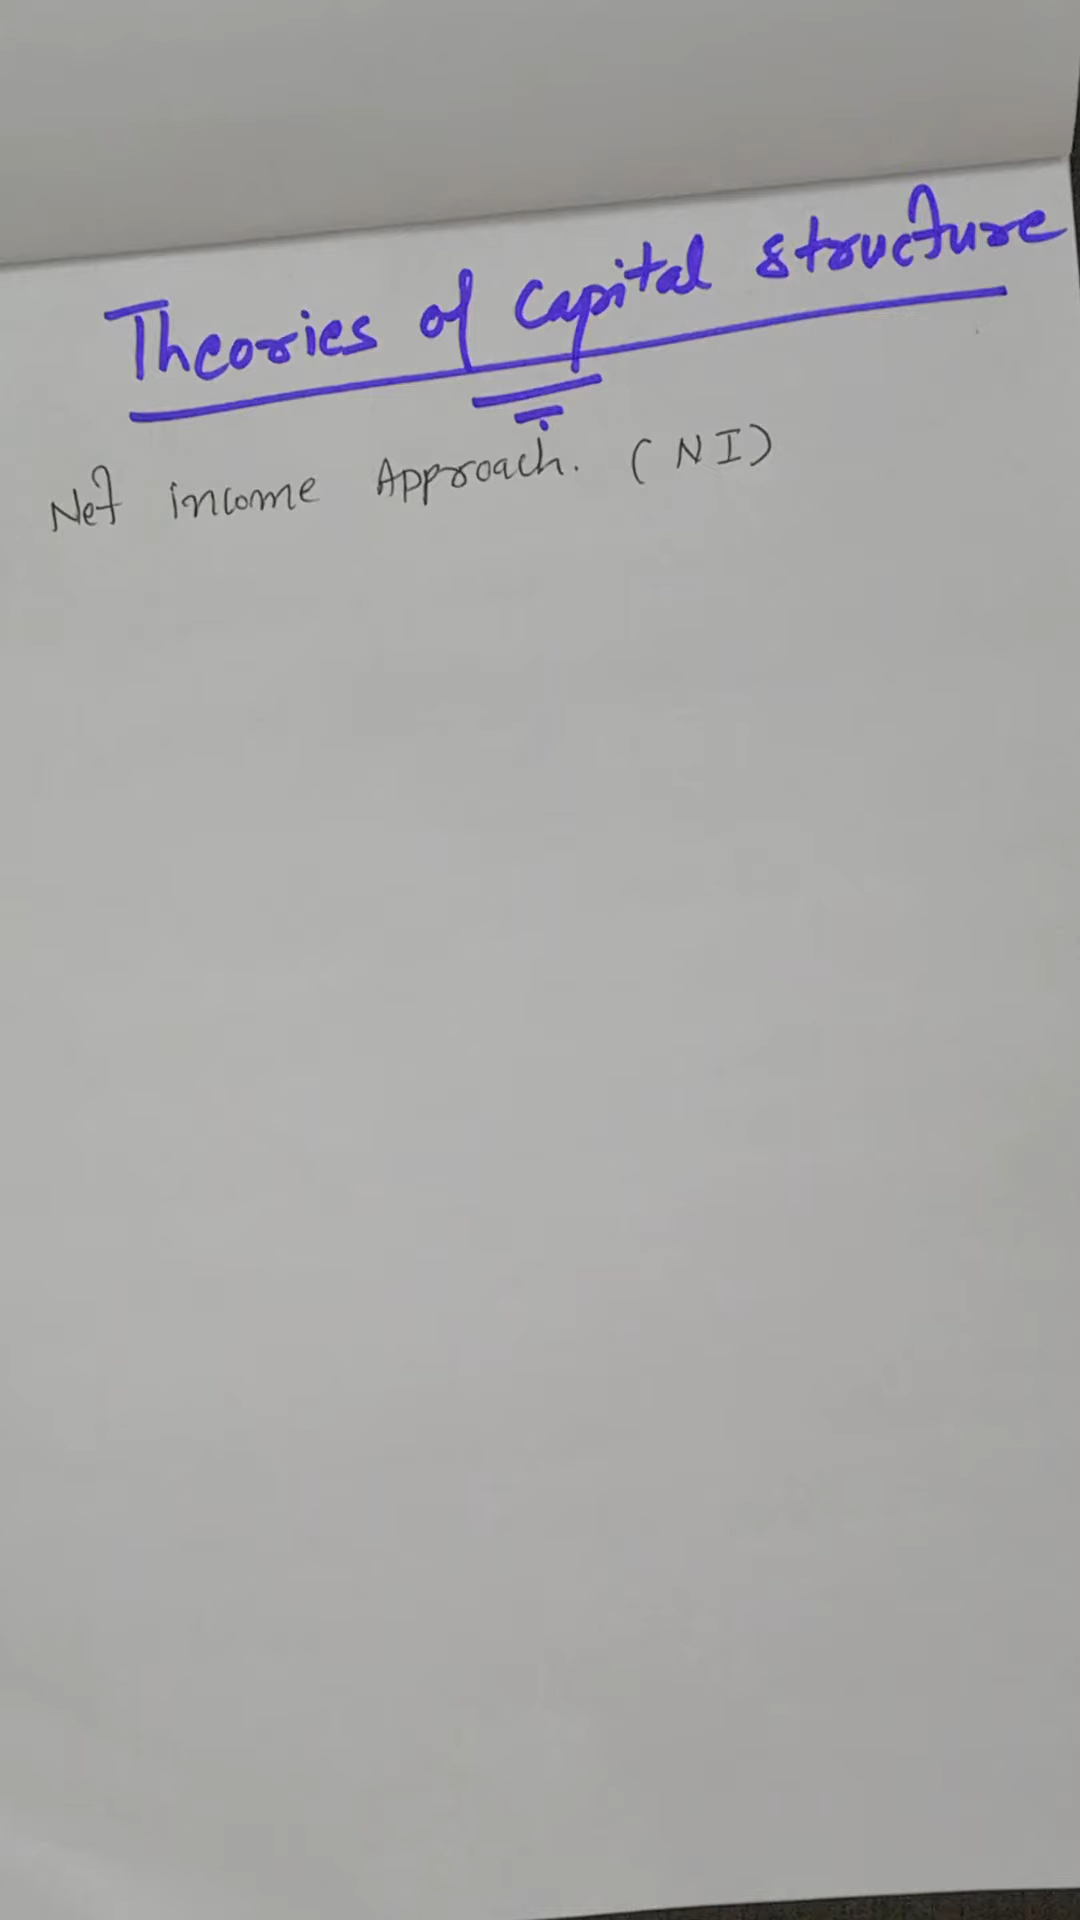 Theories of Capital structure
Net income Approach. (NI)